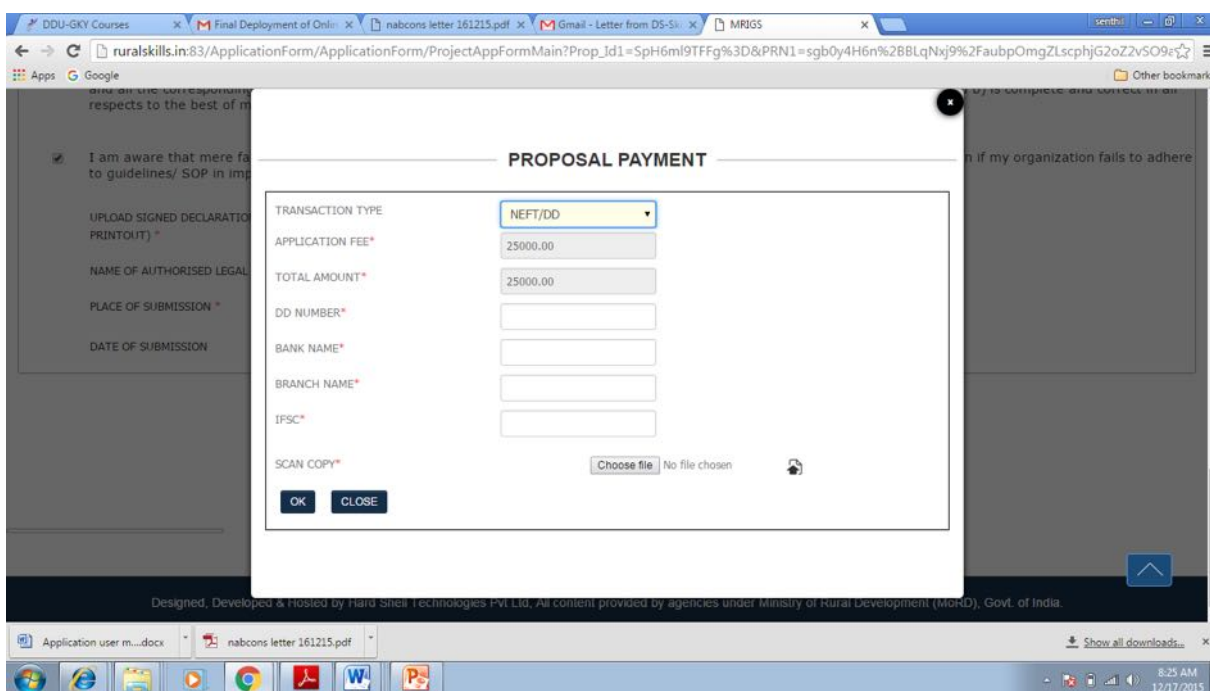 DDU-GKY Courses
Final Deployment of Onli
nabcons letter 161215.pdf
Gmail - Letter from DS-Sk
MRIGS
senthil
ruralskills.in:83/ApplicationForm/ApplicationForm/ProjectAppFormMain?Prop_Id1=SpH6ml9TFFg%3D&PRN1=sgb0y4H6n%2BBLqNxj9%2FaubpOmgZLscphjG2oZ2vSO9
Apps
Google
Other bookmark
and all the corresponding
b) is complete and correct in all
respects to the best of m
I am aware that mere fa
n if my organization fails to adhere
to guidelines/ SOP in imp
UPLOAD SIGNED DECLARATIO
PRINTOUT) *
NAME OF AUTHORISED LEGAL
PLACE OF SUBMISSION *
DATE OF SUBMISSION
PROPOSAL PAYMENT
TRANSACTION TYPE
NEFT/DD
APPLICATION FEE*
25000.00
TOTAL AMOUNT*
25000.00
DD NUMBER*
BANK NAME*
BRANCH NAME*
IFSC*
SCAN COPY*
Choose file No file chosen
OK
CLOSE
Designed, Developed & Hosted by Hard Shell Technologies Pvt Ltd, All content provided by agencies under Ministry of Rural Development (MoRD), Govt. of India.
Application user m....docx
nabcons letter 161215.pdf
Show all downloads...
8:25 AM
12/17/2015